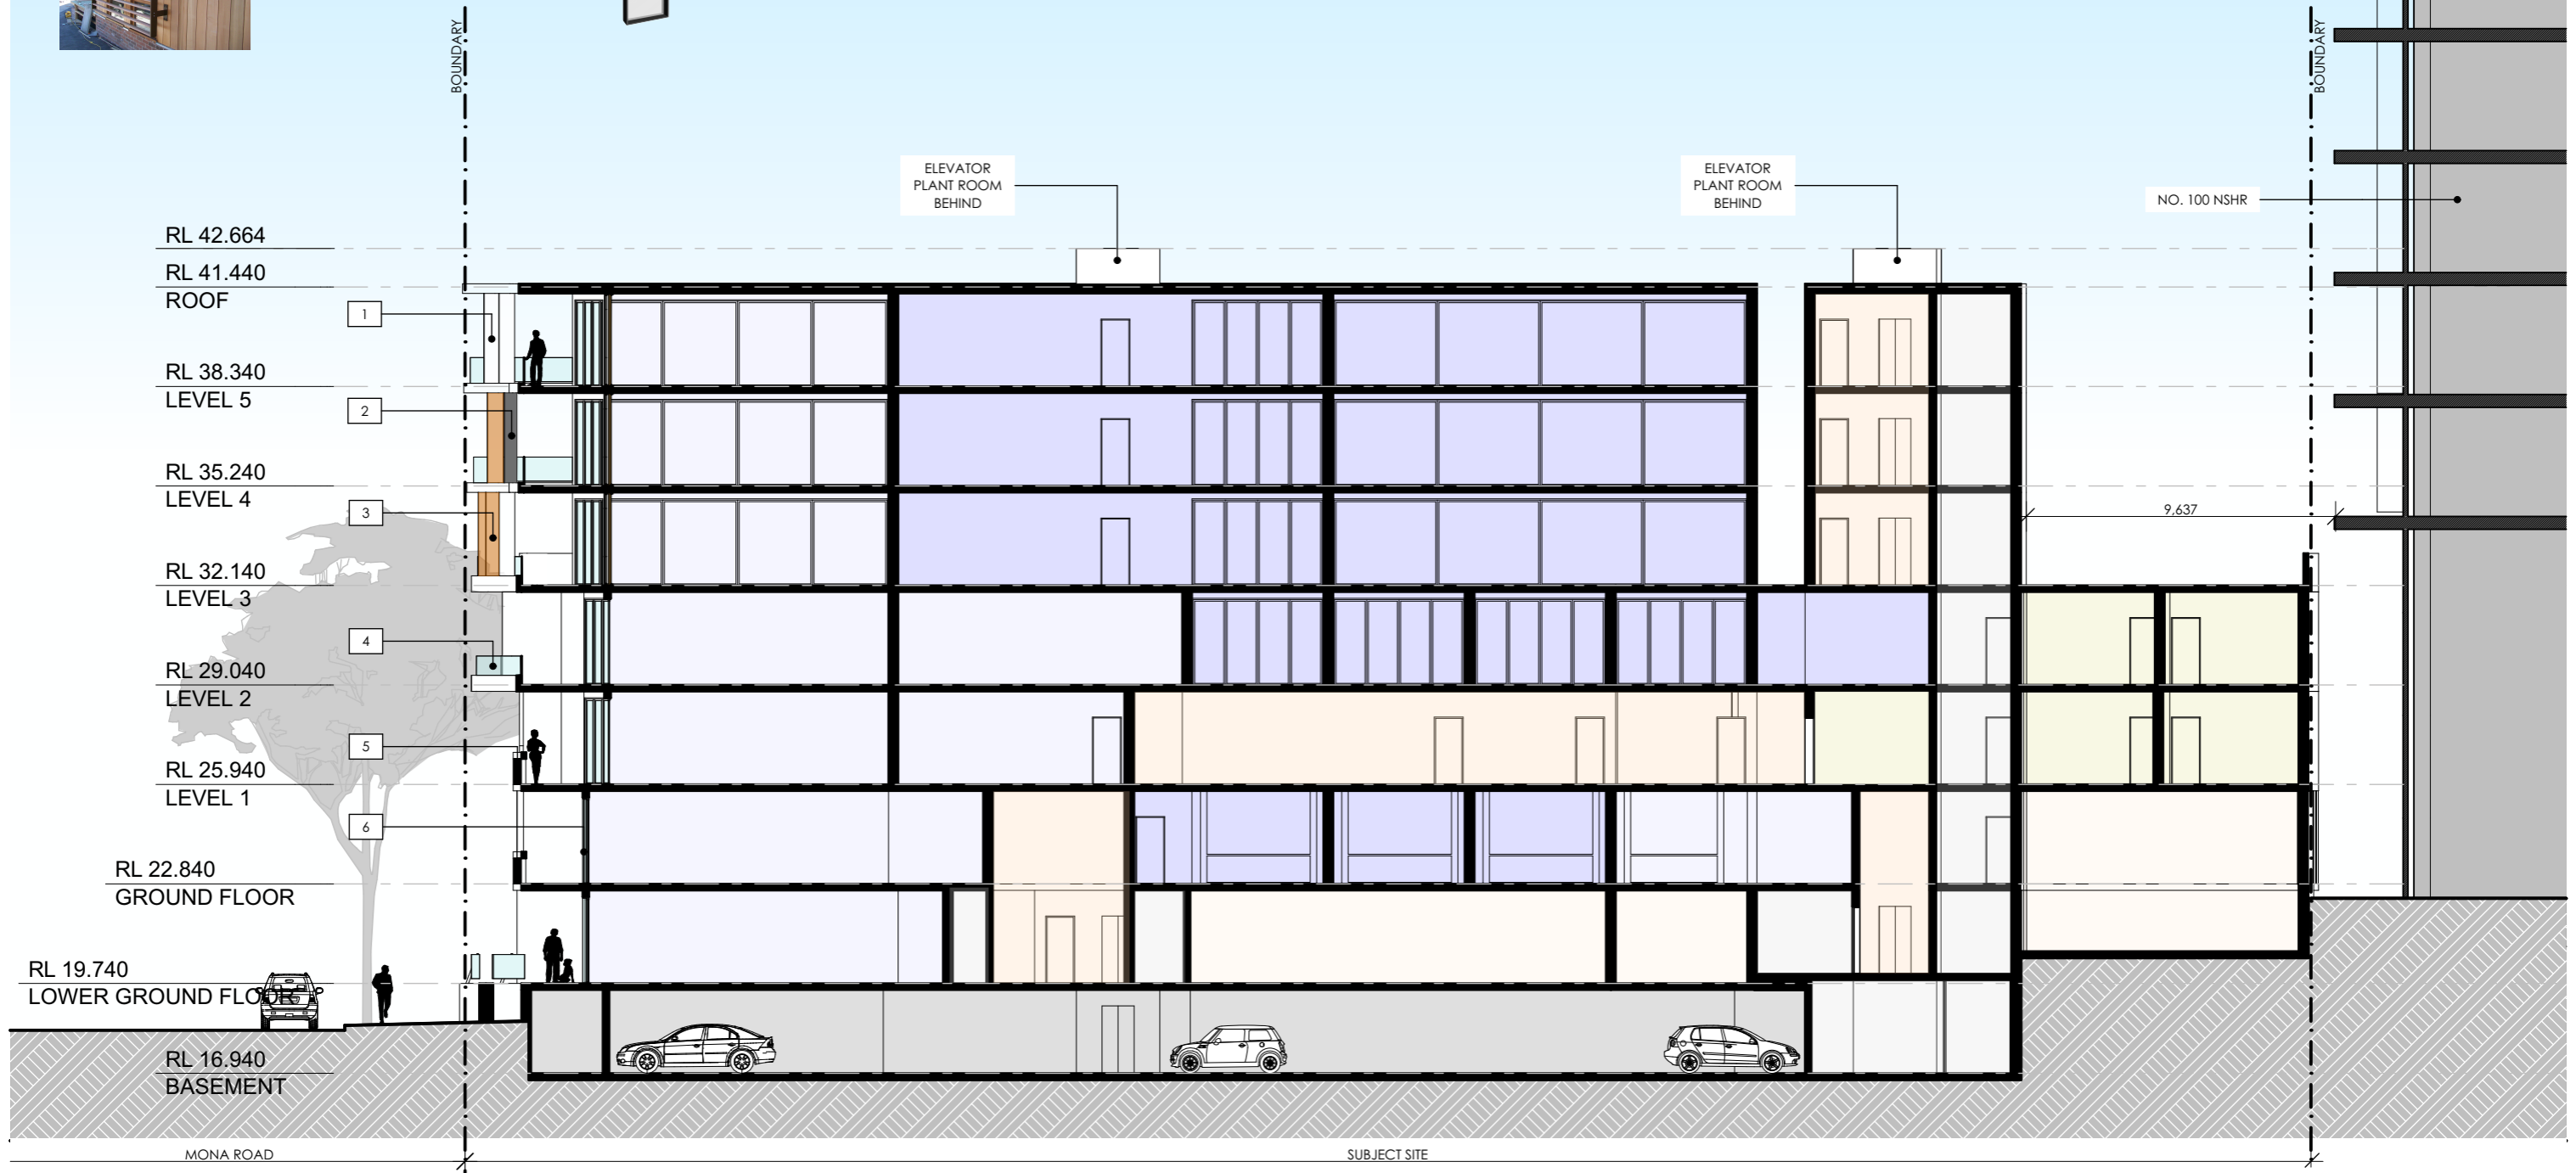 BOUNDARY
BOUNDARY
ELEVATOR
PLANT ROOM
BEHIND
ELEVATOR
PLANT ROOM
BEHIND
NO. 100 NSHR
RL 42.664
RL 41.440
ROOF
1
RL 38.340
LEVEL 5
2
RL 35.240
LEVEL 4
3
9,637
RL 32.140
LEVEL 3
4
RL 29.040
LEVEL 2
5
RL 25.940
LEVEL 1
6
RL 22.840
GROUND FLOOR
RL 19.740
LOWER GROUND FLOOR
RL 16.940
BASEMENT
MONA ROAD
SUBJECT SITE